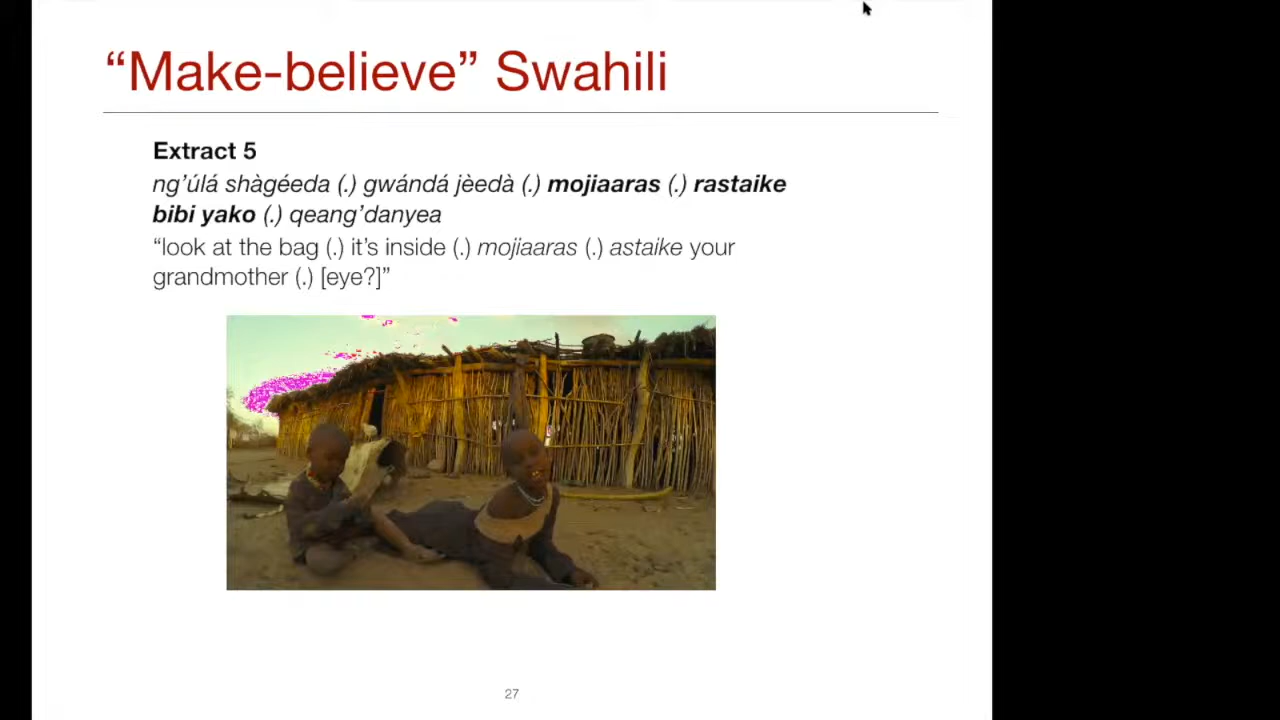 “Make-believe” Swahili
Extract 5
ng’úlá shàgéeda (.) gwándá jèedà (.) mojiaaras (.) rastaike
bibi yako (.) qeang’danyea
“look at the bag (.) it’s inside (.) mojiaaras (.) astaike your
grandmother (.) [eye?]”
27